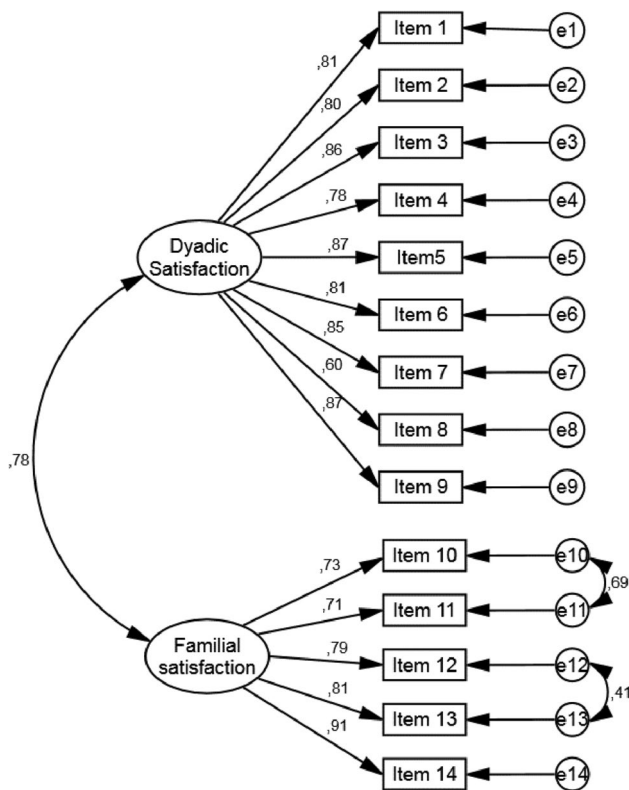 Item 1
e1
,81
Item 2
e2
,80
Item 3
e3
,86
Item 4
e4
,78
Dyadic
Satisfaction
,87
Item5
e5
,81
Item 6
e6
,85
Item 7
e7
,60
Item 8
e8
,87
Item 9
e9
,78
Item 10
e10
,73
,69
Item 11
e11
,71
Familial
satisfaction
,79
Item 12
e12
,41
,81
Item 13
e13
,91
Item 14
e14